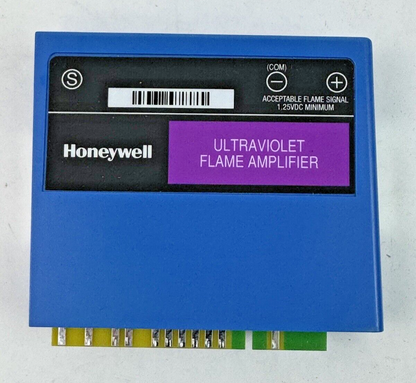 S
(COM)
− +
ACCEPTABLE FLAME SIGNAL
1.25VDC MINIMUM
Honeywell
ULTRAVIOLET
FLAME AMPLIFIER